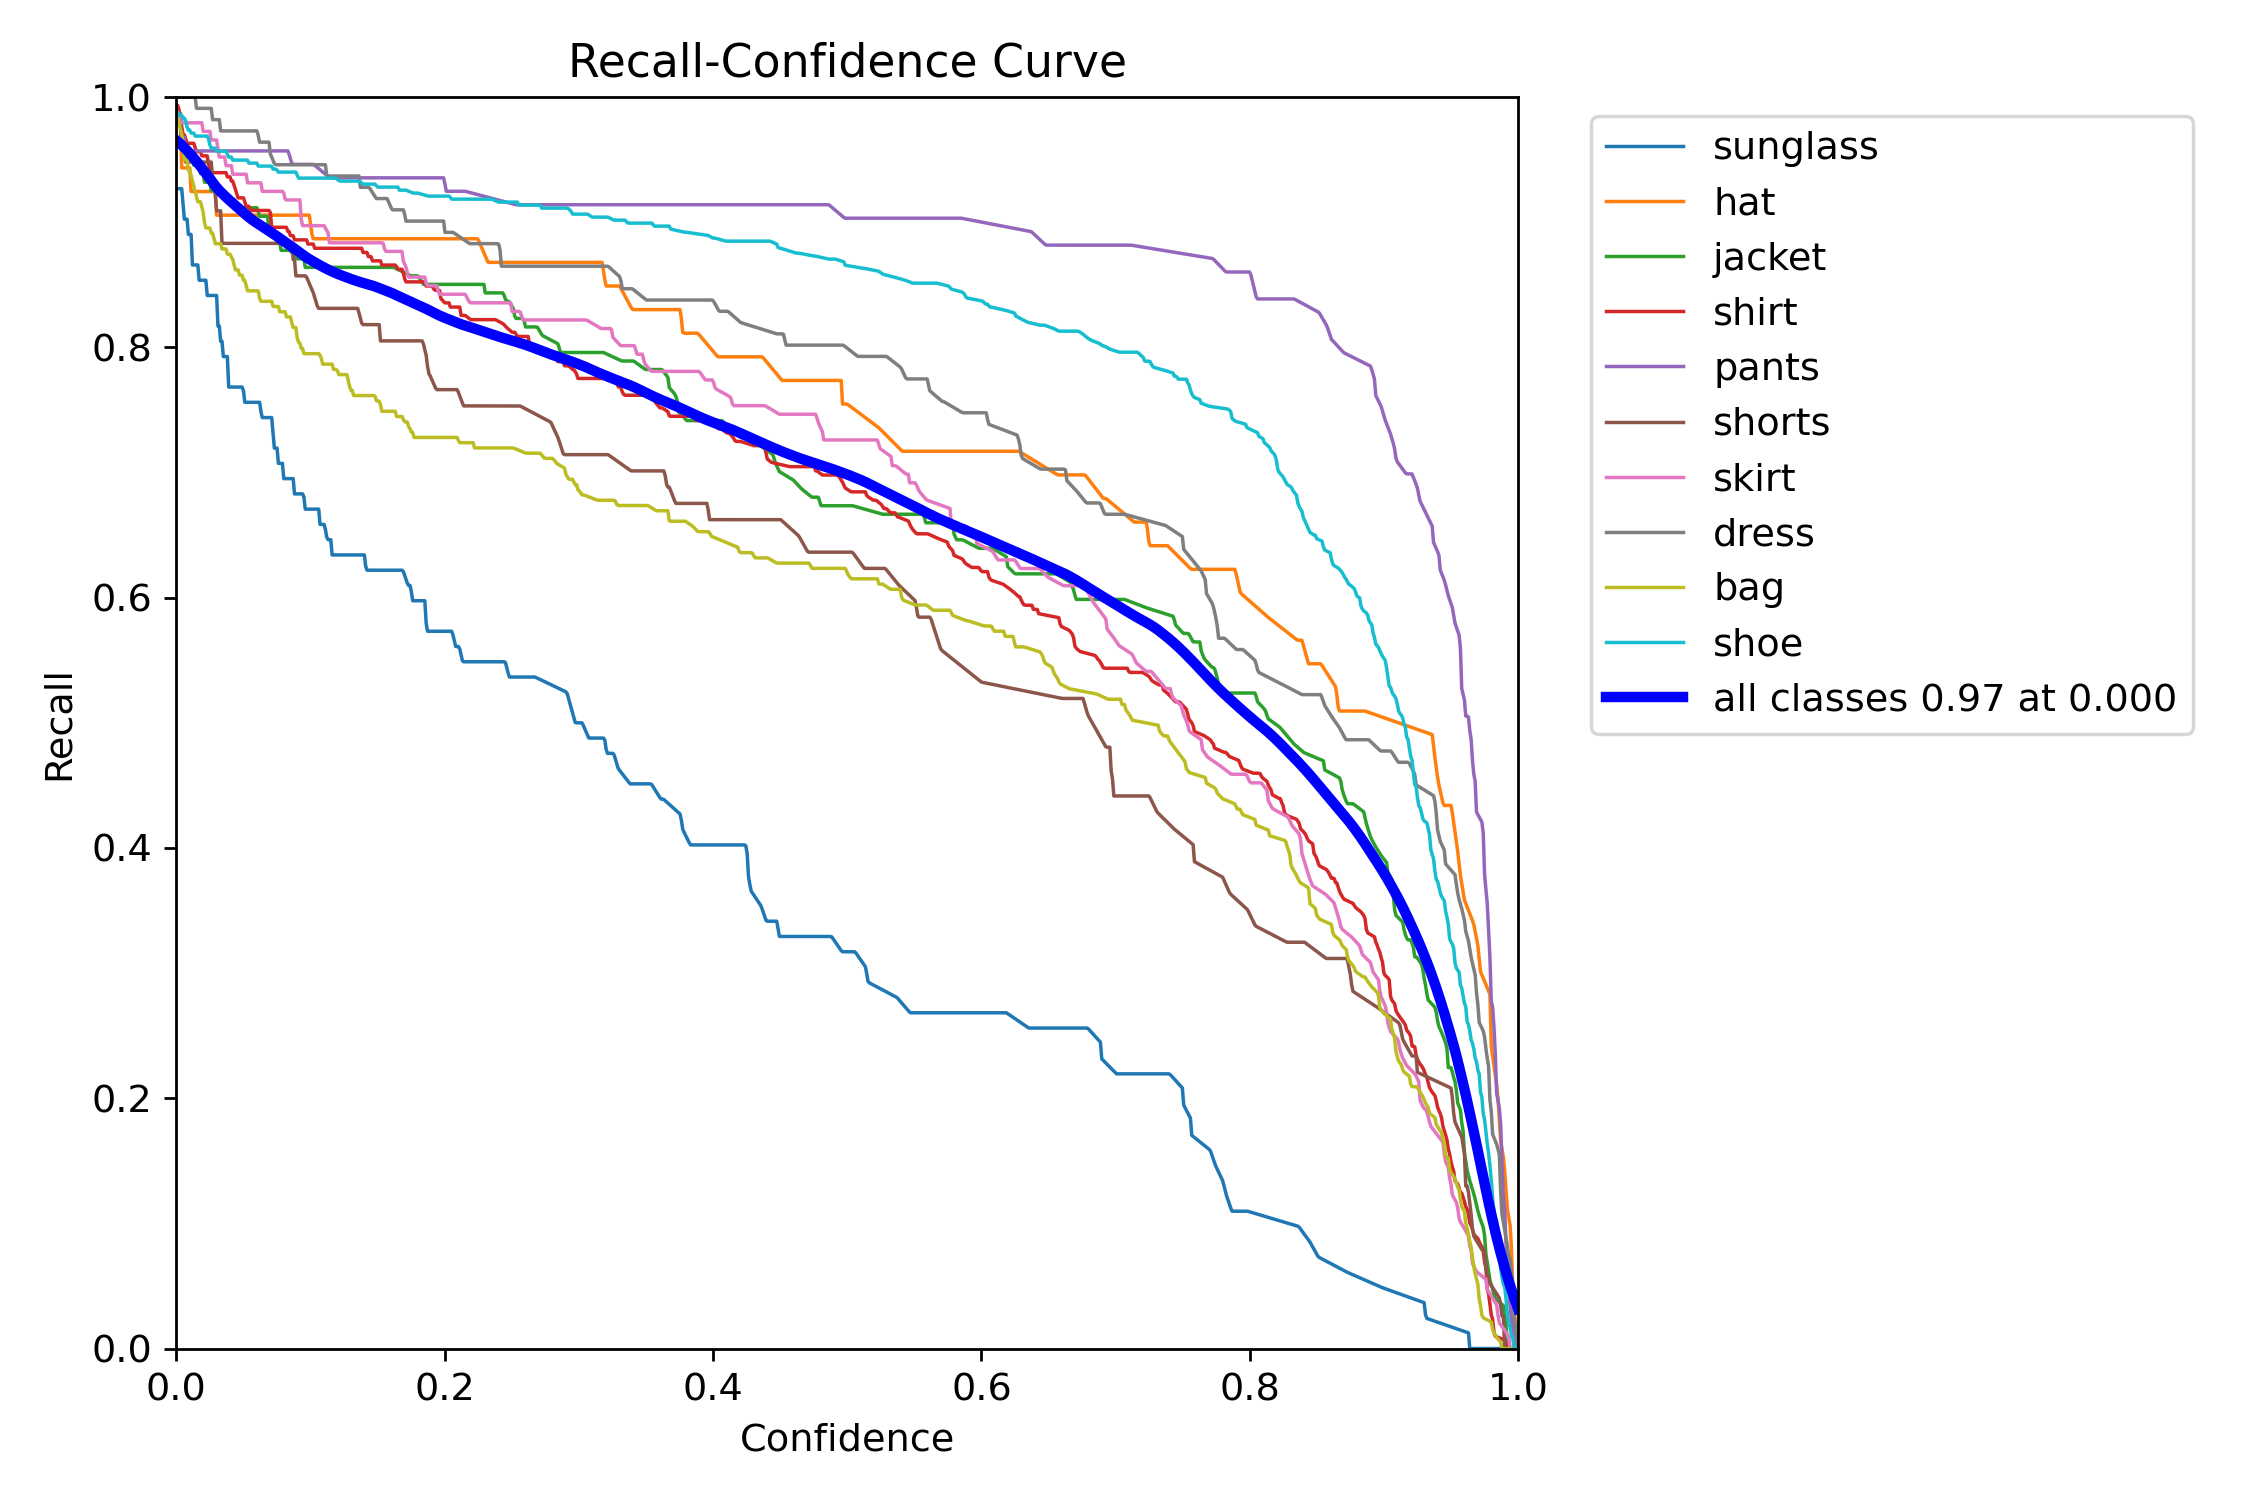 Recall-Confidence Curve
1.0
0.8
0.6
0.4
0.2
0.0
Recall
0.0 0.2 0.4 0.6 0.8 1.0
Confidence
sunglass
hat
jacket
shirt
pants
shorts
skirt
dress
bag
shoe
all classes 0.97 at 0.000